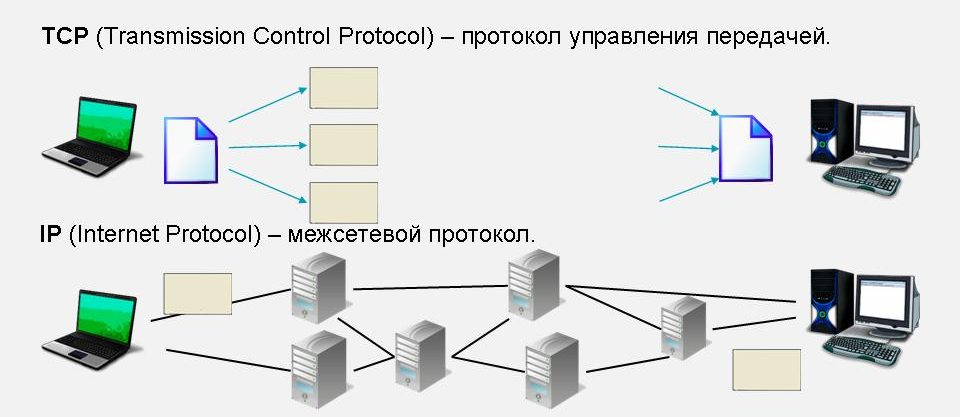 TCP (Transmission Control Protocol) – протокол управления передачей.
IP (Internet Protocol) – межсетевой протокол.